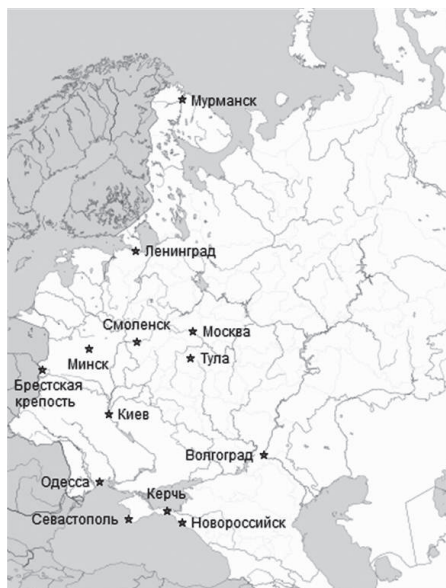 Мурманск
Ленинград
Смоленск
Москва
Минск
Тула
Брестская
крепость
Киев
Волгоград
Одесса
Керчь
Севастополь
Новороссийск